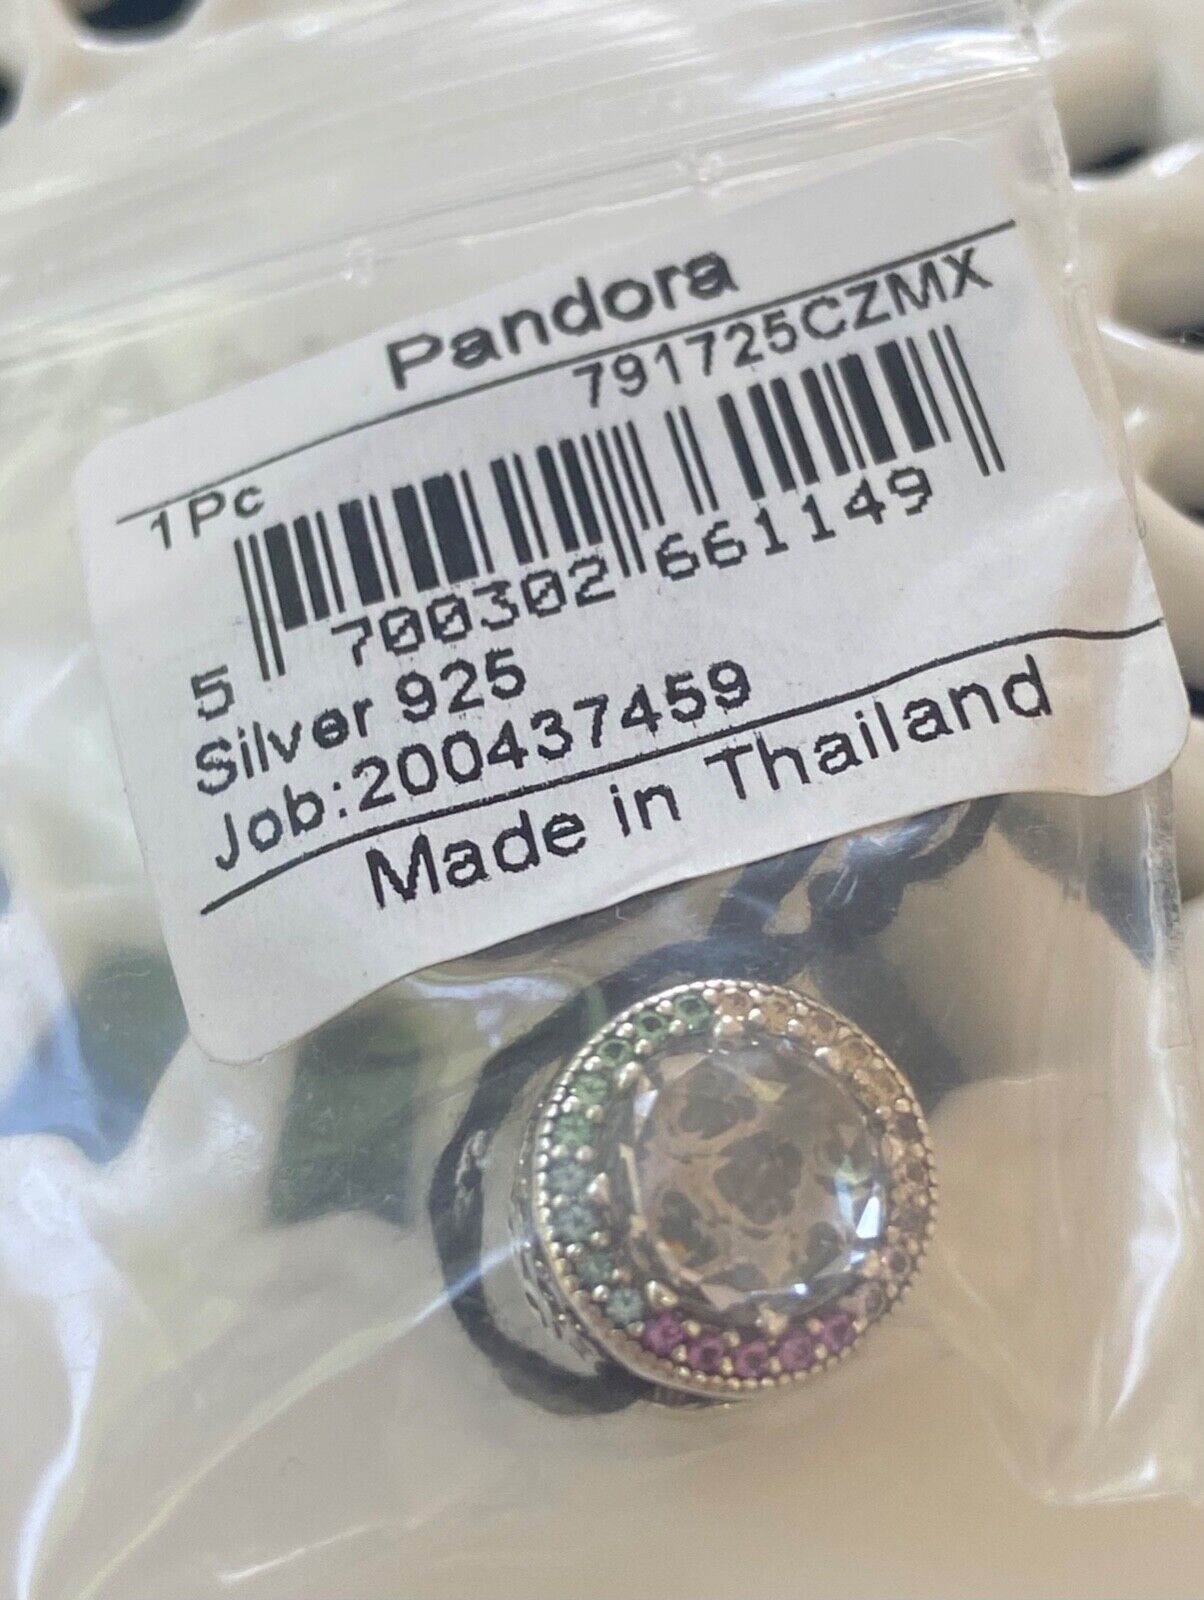 Pandora
791725CZMX
1Pc
5 700302 661149
Silver 925
Job:200437459
Made in Thailand